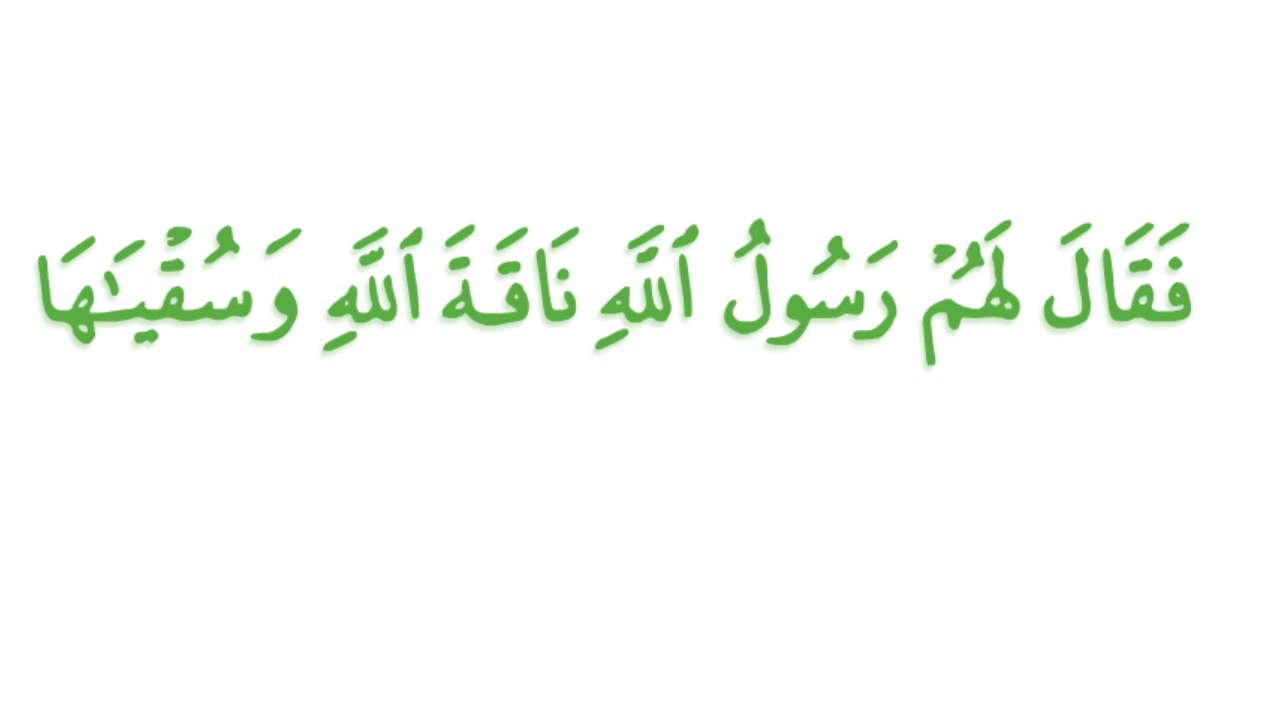 فَقَالَ لَهُمْ رَسُولُ ٱللَّهِ نَاقَةَ ٱللَّهِ وَسُقْيَـٰهَا